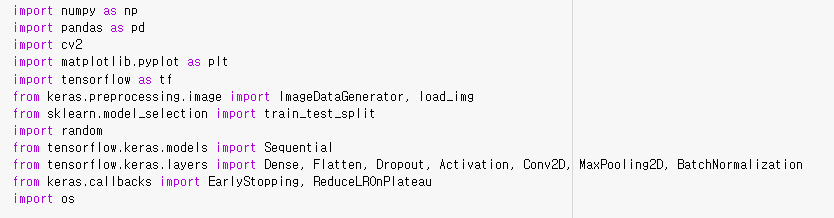 import numpy as np
import pandas as pd
import cv2
import matplotlib.pyplot as plt
import tensorflow as tf
from keras.preprocessing.image import ImageDataGenerator, load_img
from sklearn.model_selection import train_test_split
import random
from tensorflow.keras.models import Sequential
from tensorflow.keras.layers import Dense, Flatten, Dropout, Activation, Conv2D, MaxPooling2D, BatchNormalization
from keras.callbacks import EarlyStopping, ReduceLROnPlateau
import os